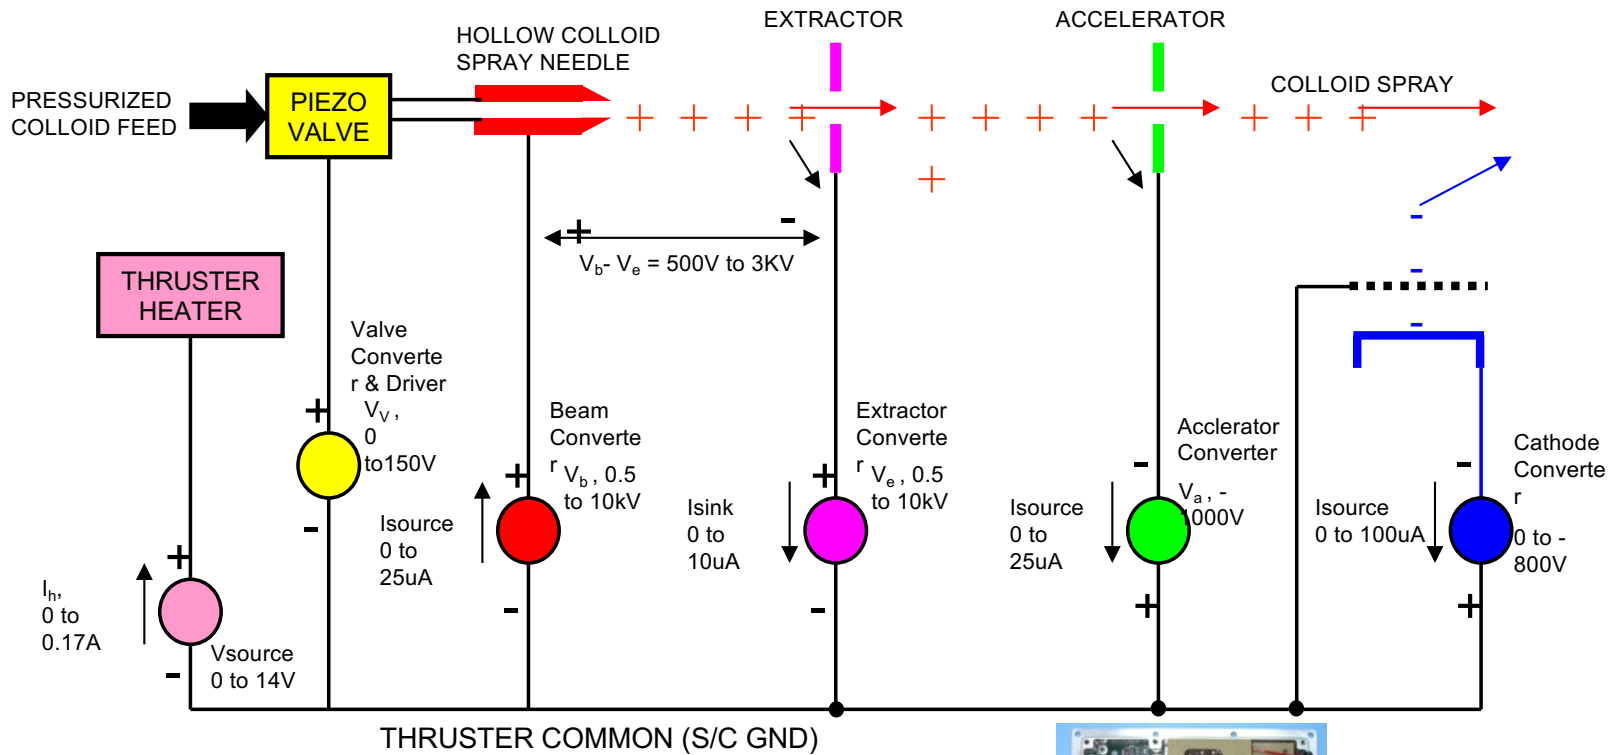 EXTRACTOR
ACCELERATOR
HOLLOW COLLOID
SPRAY NEEDLE
PRESSURIZED
COLLOID FEED
PIEZO
VALVE
COLLOID SPRAY
+ + + +
+ + + +
+ + +
+
+ -
Vb- Ve = 500V to 3KV
THRUSTER
HEATER
-
-
-
Valve
Converte
r & Driver
VV ,
0
to150V
+
-
Beam
Converte
r
Vb , 0.5
to 10kV
+
-
Isource
0 to
25uA
Extractor
Converte
r
Ve , 0.5
to 10kV
+
-
Isink
0 to
10uA
Acclerator
Converter
Va , -
1000V
-
+
Isource
0 to
25uA
Cathode
Converte
r
0 to -
800V
-
+
Isource
0 to 100uA
Ih,
0 to
0.17A
+
-
Vsource
0 to 14V
THRUSTER COMMON (S/C GND)